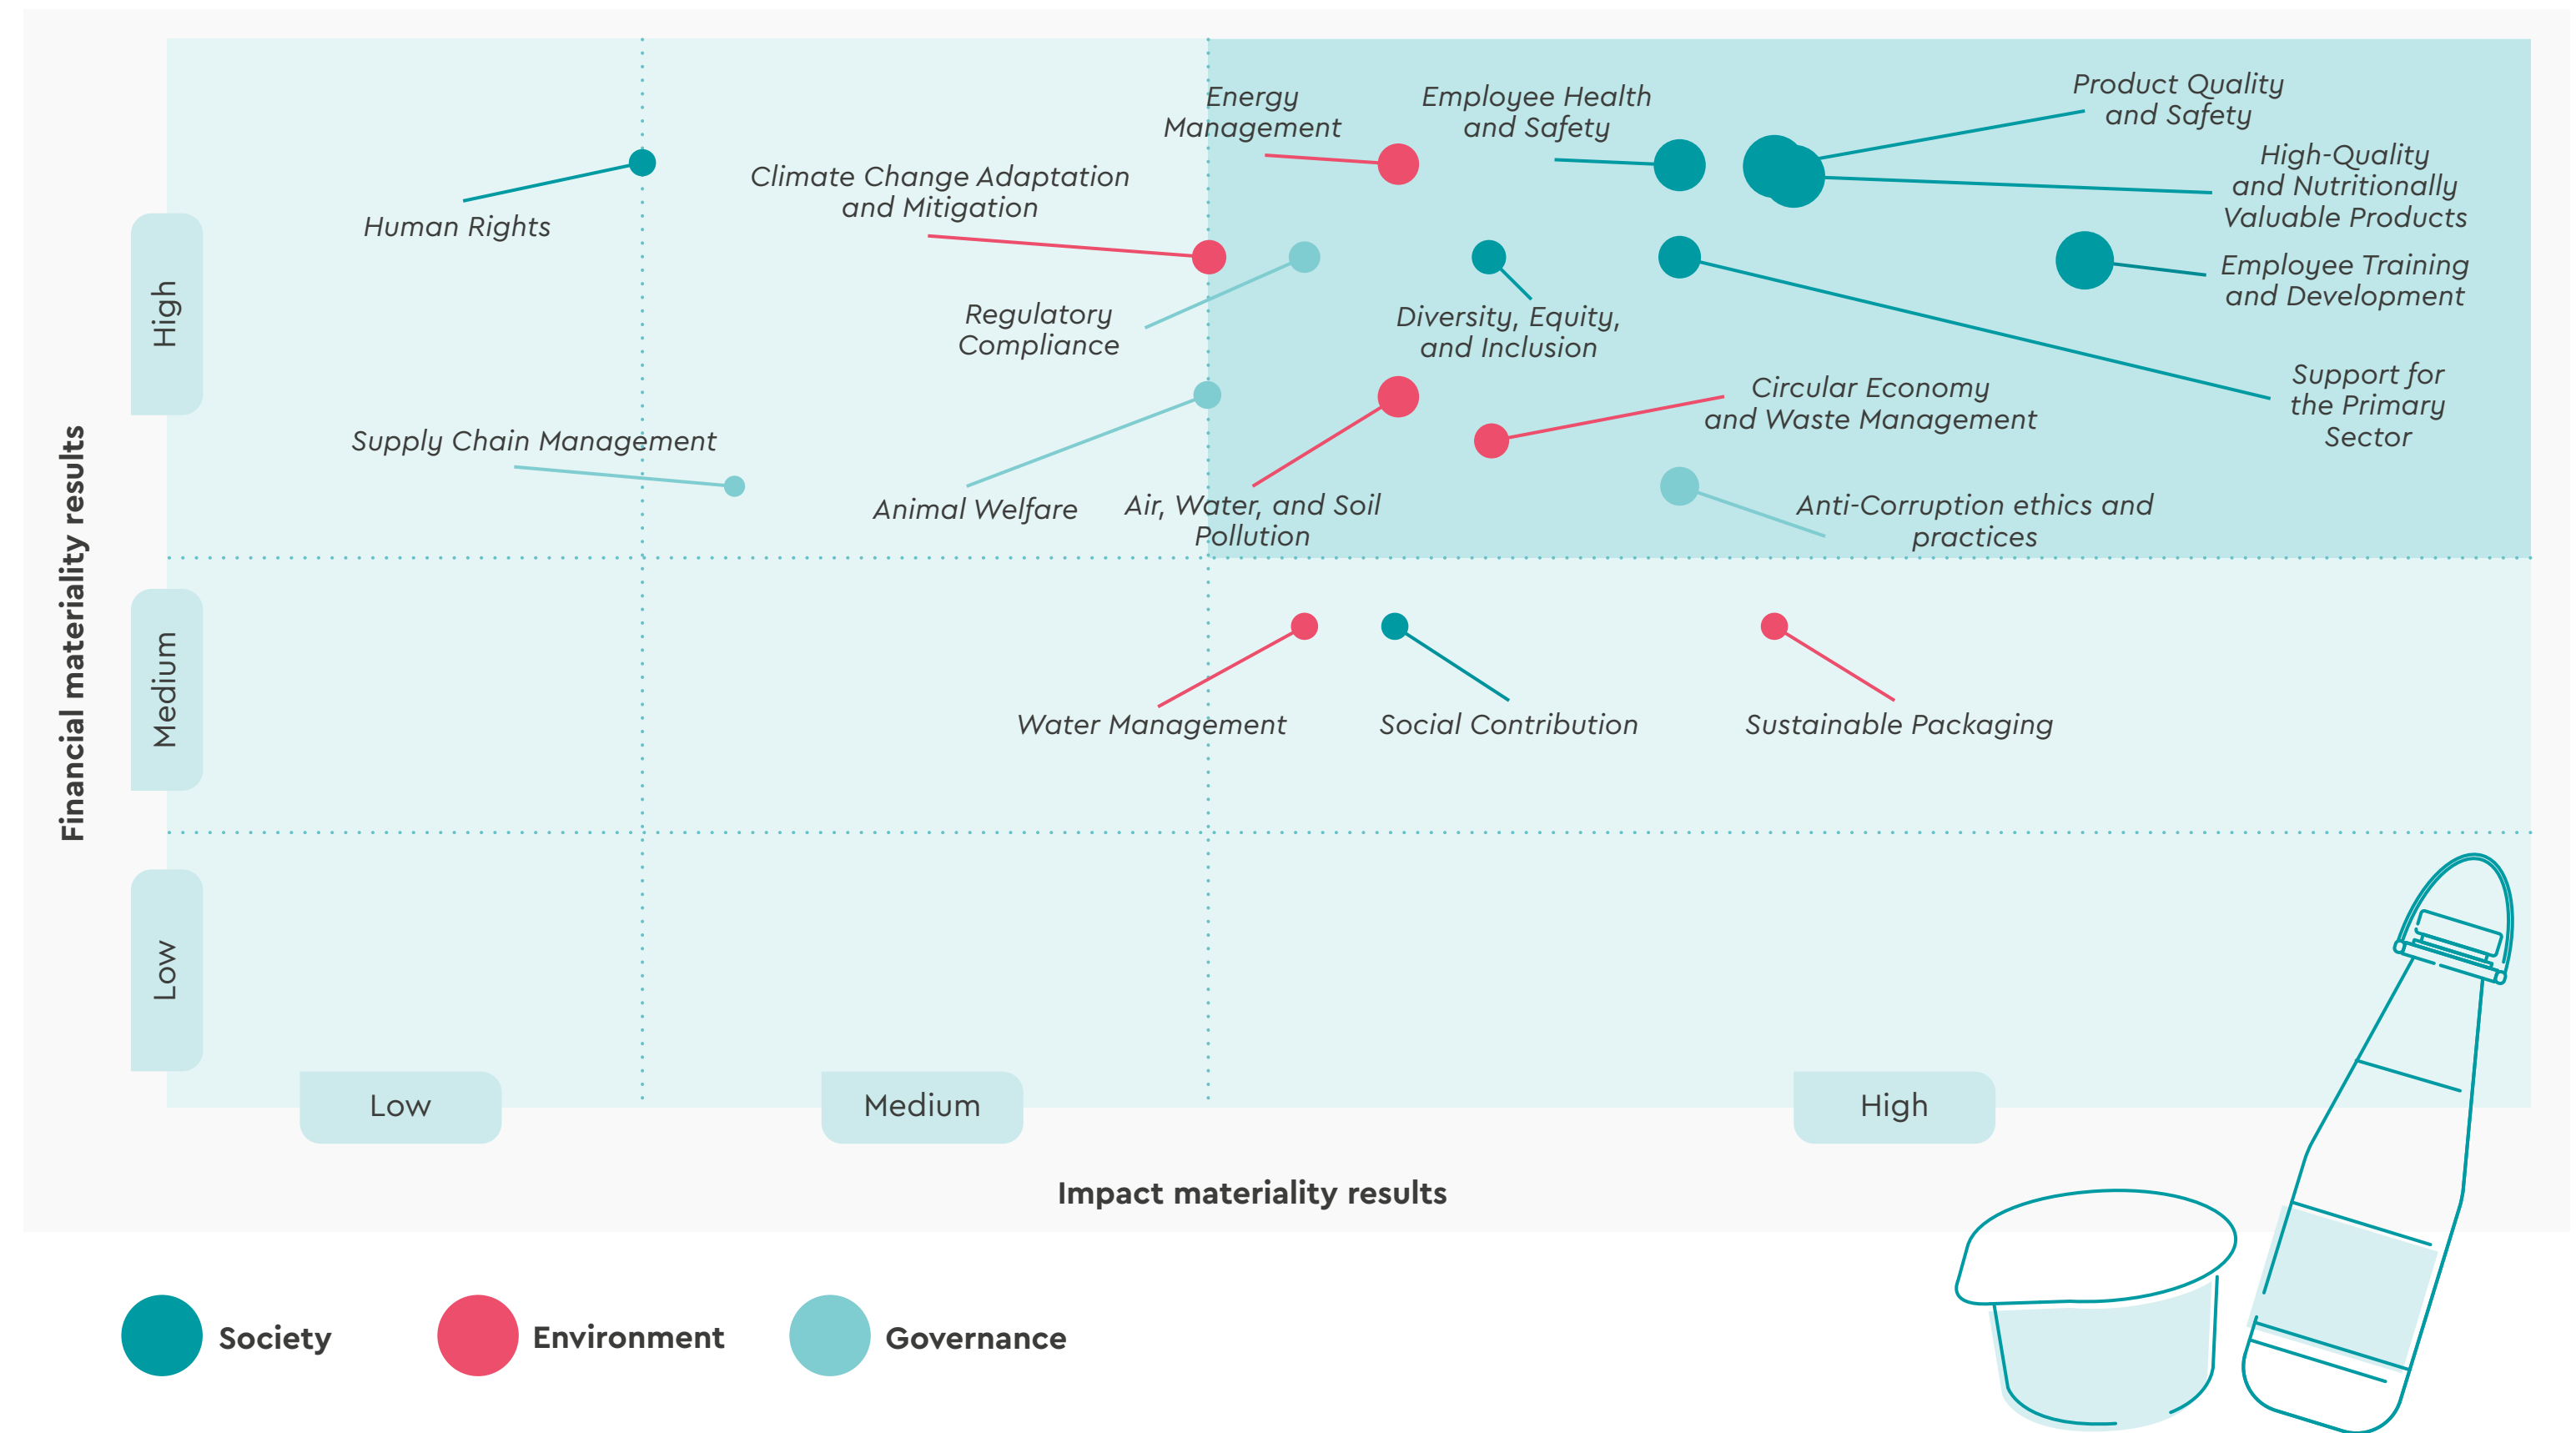 Energy
Management
Employee Health
and Safety
Product Quality
and Safety
High-Quality
and Nutritionally
Valuable Products
Climate Change Adaptation
and Mitigation
Human Rights
Employee Training
and Development
Regulatory
Compliance
Diversity, Equity,
and Inclusion
Support for
the Primary
Sector
Circular Economy
and Waste Management
Supply Chain Management
Animal Welfare
Air, Water, and Soil
Pollution
Anti-Corruption ethics and
practices
Water Management
Social Contribution
Sustainable Packaging
Financial materiality results
High
Medium
Low
Low
Medium
High
Impact materiality results
Society
Environment
Governance